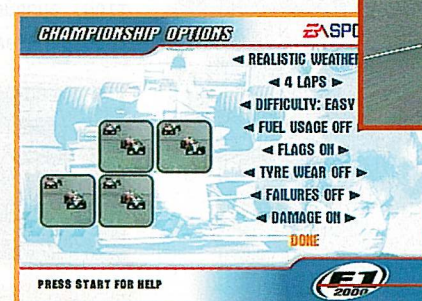 CHAMPIONSHIP OPTIONS
EA SPO
◄ REALISTIC WEATHER
◄ 4 LAPS ►
◄ DIFFICULTY: EASY
◄ FUEL USAGE OFF ►
◄ FLAGS ON ►
◄ TYRE WEAR OFF ►
◄ FAILURES OFF ►
◄ DAMAGE ON ►
DONE
PRESS START FOR HELP
F1
2000